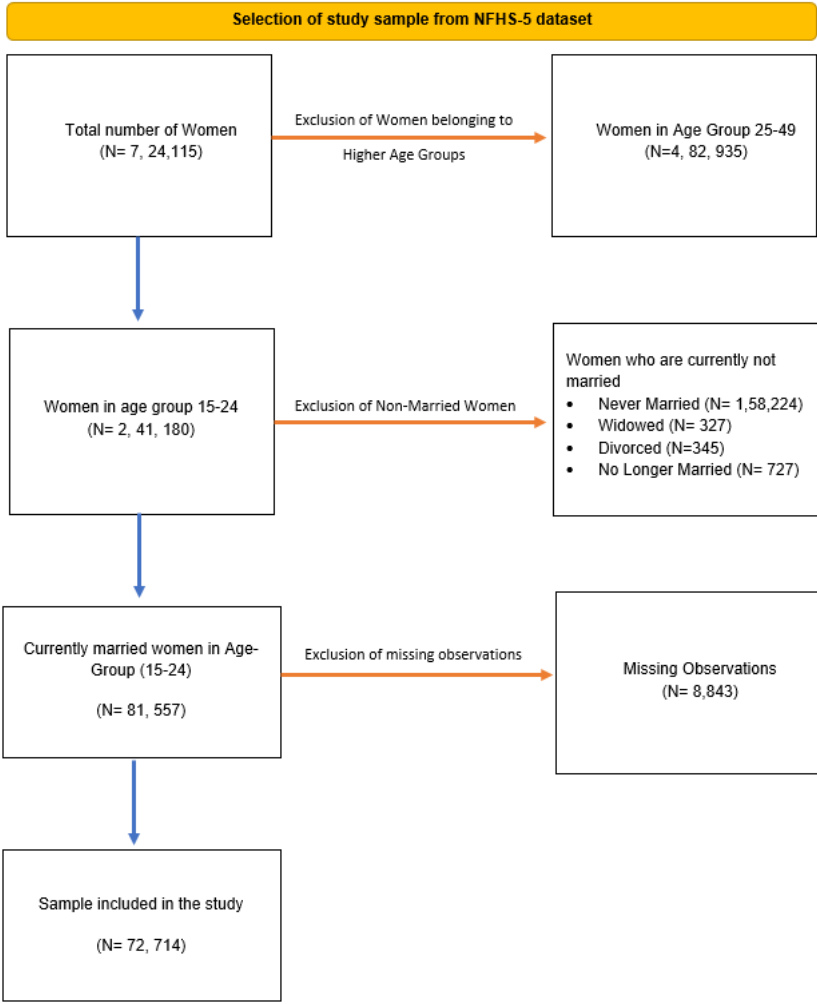 Selection of study sample from NFHS-5 dataset
Total number of Women
(N= 7, 24,115)
Exclusion of Women belonging to
Higher Age Groups
Women in Age Group 25-49
(N=4, 82, 935)
Women in age group 15-24
(N= 2, 41, 180)
Exclusion of Non-Married Women
Women who are currently not
married
• Never Married (N= 1,58,224)
• Widowed (N= 327)
• Divorced (N=345)
• No Longer Married (N= 727)
Currently married women in Age-
Group (15-24)
(N= 81, 557)
Exclusion of missing observations
Missing Observations
(N= 8,843)
Sample included in the study
(N= 72, 714)